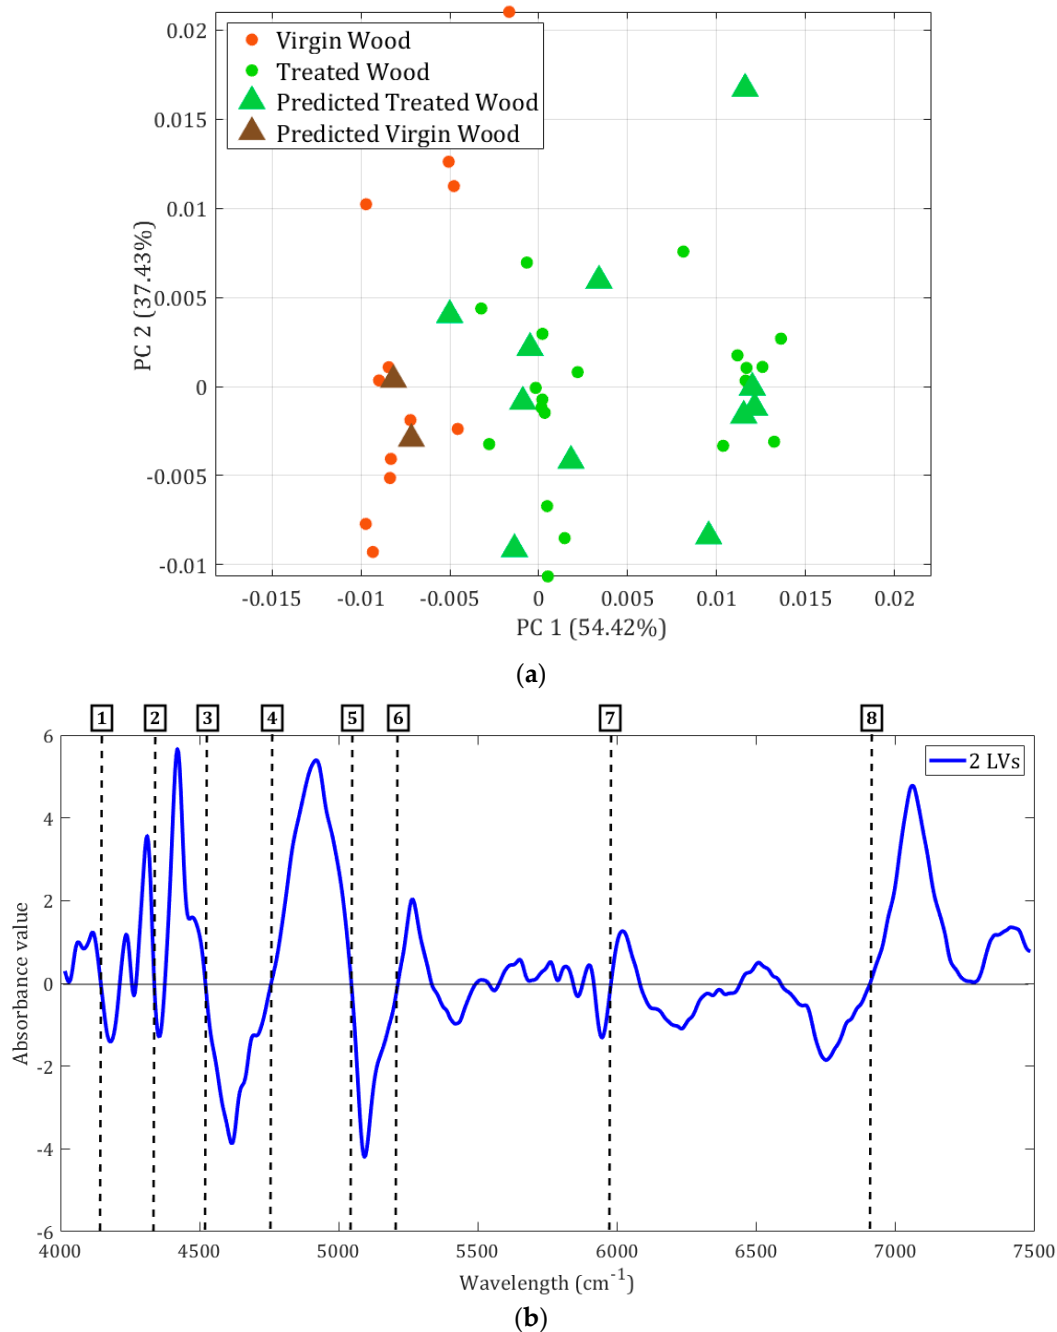 0.02
0.015
0.01
0.005
0
-0.005
-0.01
PC 2 (37.43%)
Virgin Wood
Treated Wood
Predicted Treated Wood
Predicted Virgin Wood
-0.015 -0.01 -0.005 0 0.005 0.01 0.015 0.02
PC 1 (54.42%)
(a)
1 2 3 4 5 6 7 8
6
4
2
0
-2
-4
-6
Absorbance value
2 LVs
4000 4500 5000 5500 6000 6500 7000 7500
Wavelength (cm-1)
(b)